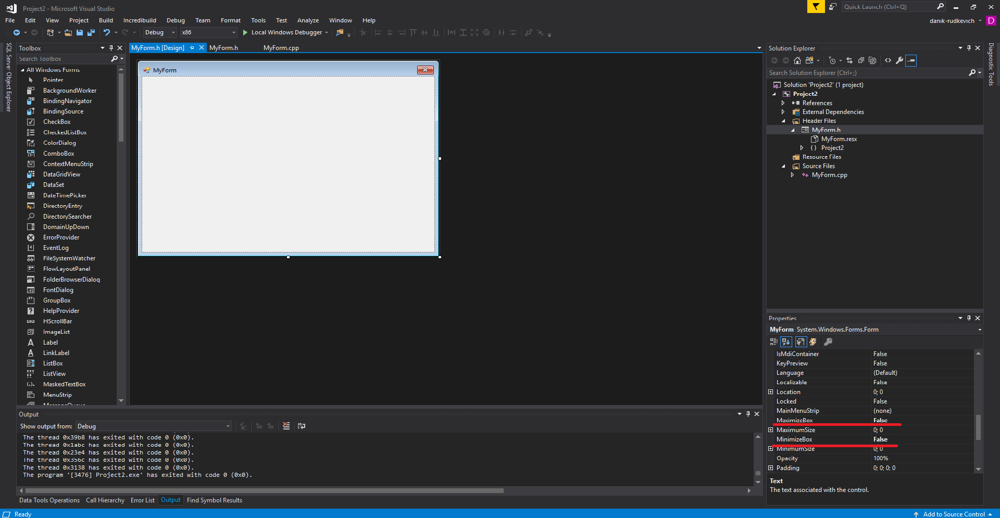 Project2 - Microsoft Visual Studio
Quick Launch (Ctrl+Q)
File Edit View Project Build Incredibuild Debug Team Format Tools Test Analyze Window Help
danik-rudkevich
D
Debug x86 Local Windows Debugger
SQL Server Object Explorer
Toolbox
Search Toolbox
All Windows Forms
Pointer
BackgroundWorker
BindingNavigator
BindingSource
CheckBox
CheckedListBox
ColorDialog
ComboBox
ContextMenuStrip
DataGridView
DataSet
DateTimePicker
DirectoryEntry
DirectorySearcher
DomainUpDown
ErrorProvider
EventLog
FileSystemWatcher
FlowLayoutPanel
FolderBrowserDialog
FontDialog
GroupBox
HelpProvider
HScrollBar
ImageList
Label
LinkLabel
ListBox
ListView
MaskedTextBox
MenuStrip
MessageQueue
MyForm.h [Design] MyForm.h MyForm.cpp
MyForm
Output
Show output from: Debug
The thread 0x39b8 has exited with code 0 (0x0).
The thread 0x1abc has exited with code 0 (0x0).
The thread 0x23e4 has exited with code 0 (0x0).
The thread 0x356c has exited with code 0 (0x0).
The thread 0x3138 has exited with code 0 (0x0).
The program '[3476] Project2.exe' has exited with code 0 (0x0).
Data Tools Operations Call Hierarchy Error List Output Find Symbol Results
Solution Explorer
Search Solution Explorer (Ctrl+;)
Solution 'Project2' (1 project)
Project2
References
External Dependencies
Header Files
MyForm.h
MyForm.resx
Project2
Resource Files
Source Files
MyForm.cpp
Diagnostic Tools
Properties
MyForm System.Windows.Forms.Form
IsMdiContainer False
KeyPreview False
Language (Default)
Localizable False
Location 0; 0
Locked False
MainMenuStrip (none)
MaximizeBox False
MaximumSize 0; 0
MinimizeBox False
MinimumSize 0; 0
Opacity 100%
Padding 0; 0; 0; 0
Text
The text associated with the control.
Ready
Add to Source Control